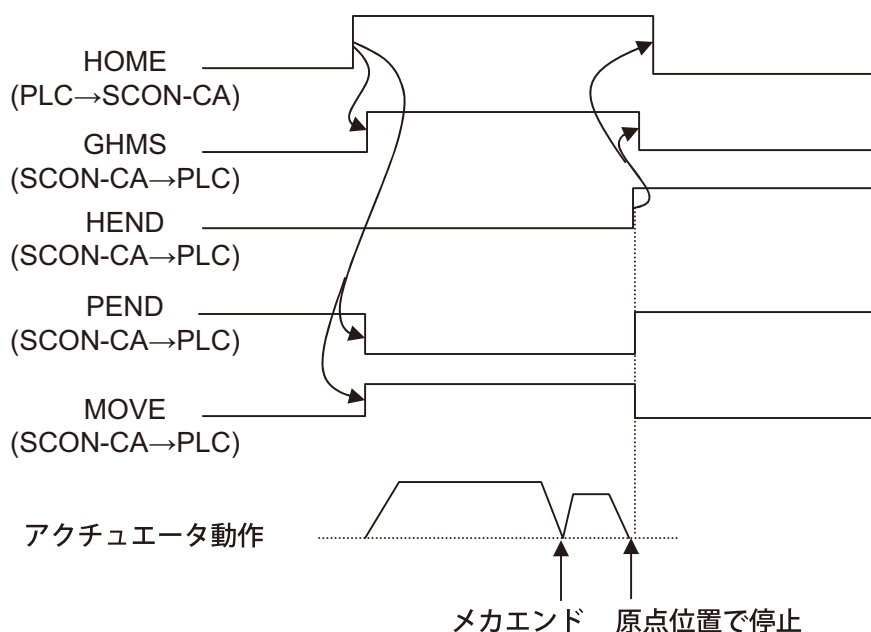 HOME
(PLC→SCON-CA)
GHMS
(SCON-CA→PLC)
HEND
(SCON-CA→PLC)
PEND
(SCON-CA→PLC)
MOVE
(SCON-CA→PLC)
アクチュエータ動作
メカエンド
原点位置で停止